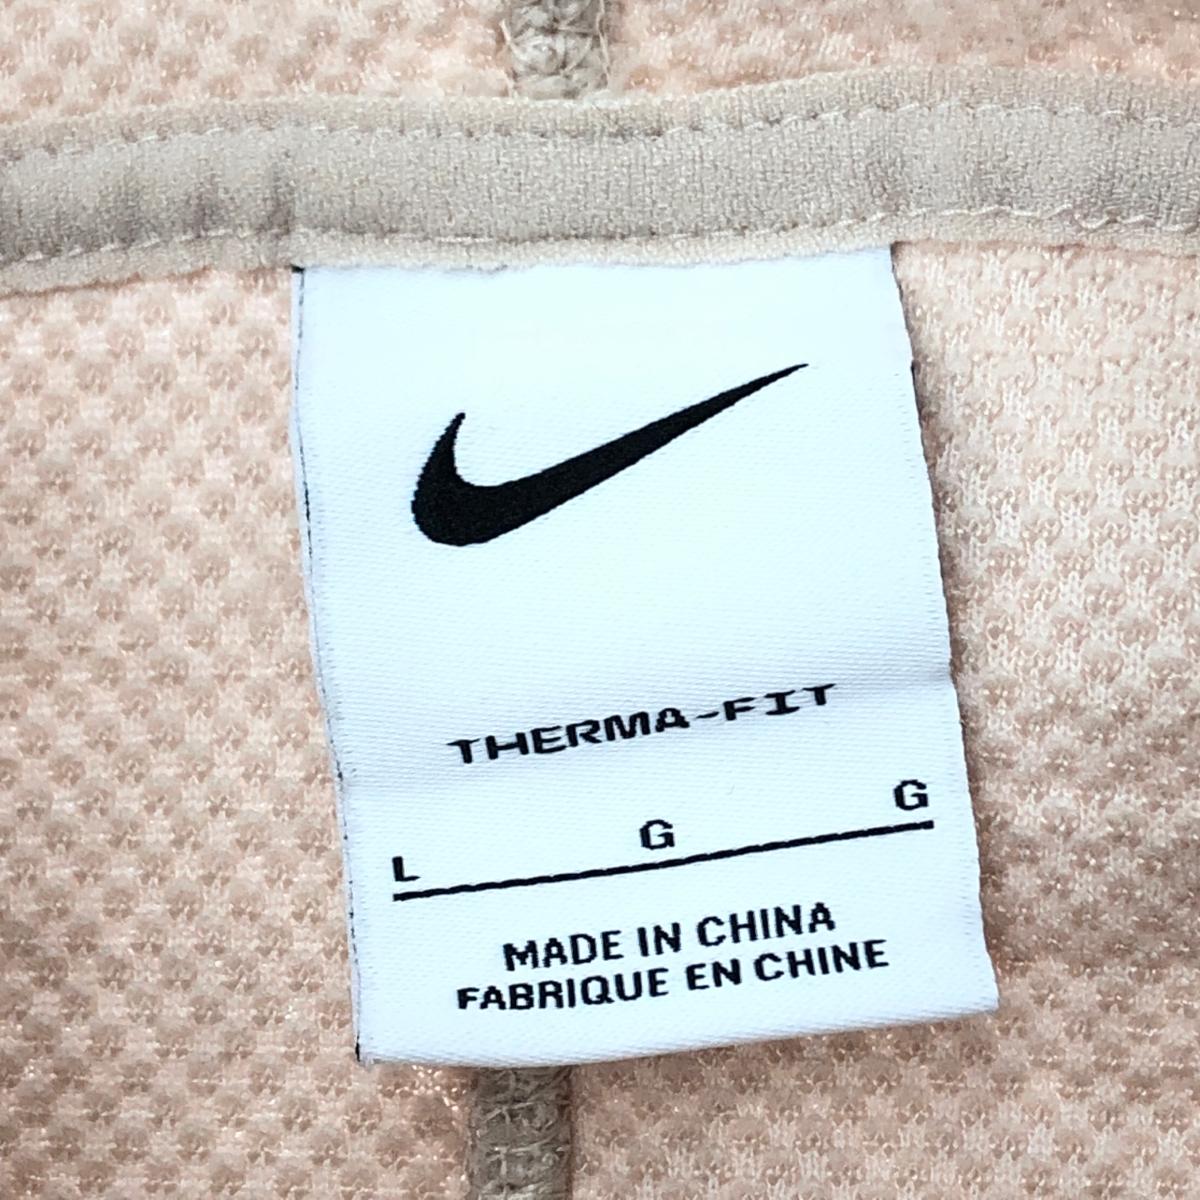 THERMA-FIT
L G G
MADE IN CHINA
FABRIQUE EN CHINE